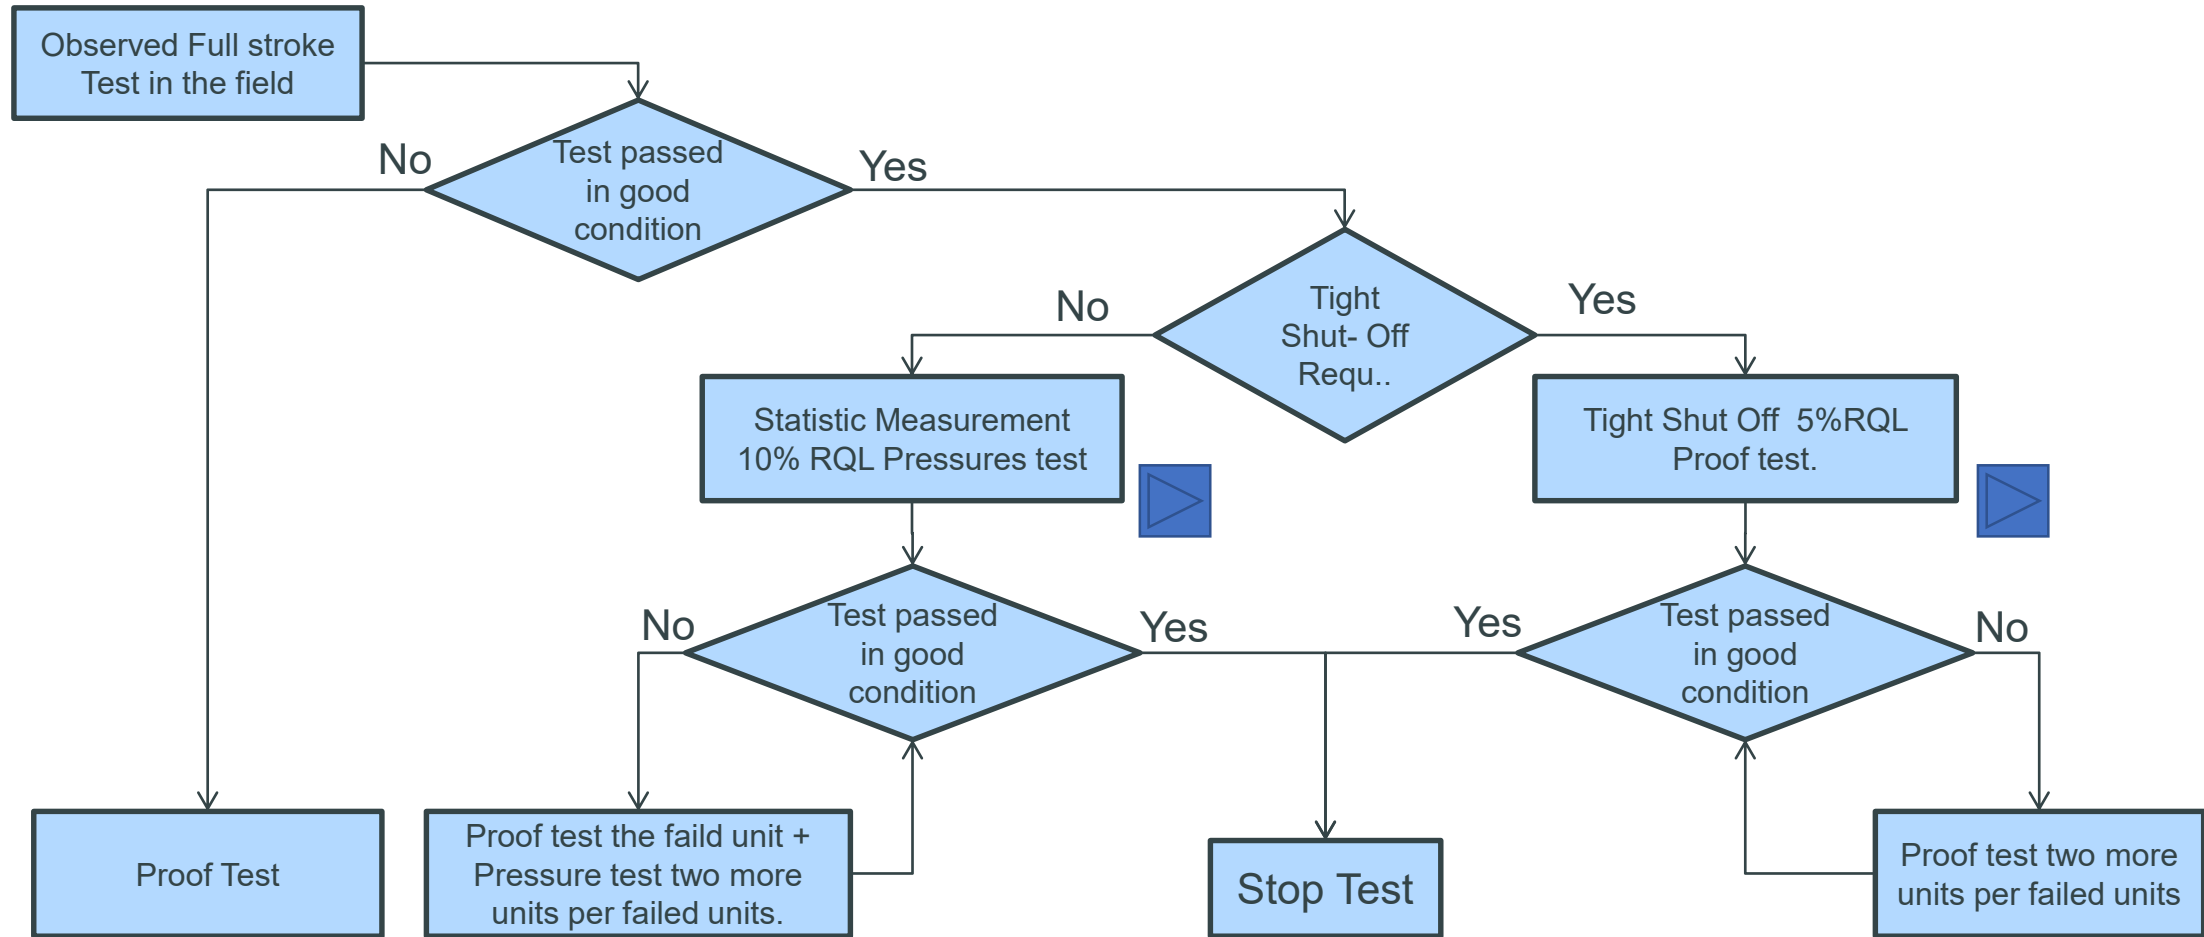 Observed Full stroke
Test in the field
No
Test passed
in good
condition
Yes
No
Tight
Shut- Off
Requ..
Yes
Statistic Measurement
10% RQL Pressures test
Tight Shut Off  5%RQL
Proof test.
No
Test passed
in good
condition
Yes
Yes
Test passed
in good
condition
No
Proof Test
Proof test the faild unit +
Pressure test two more
units per failed units.
Stop Test
Proof test two more
units per failed units